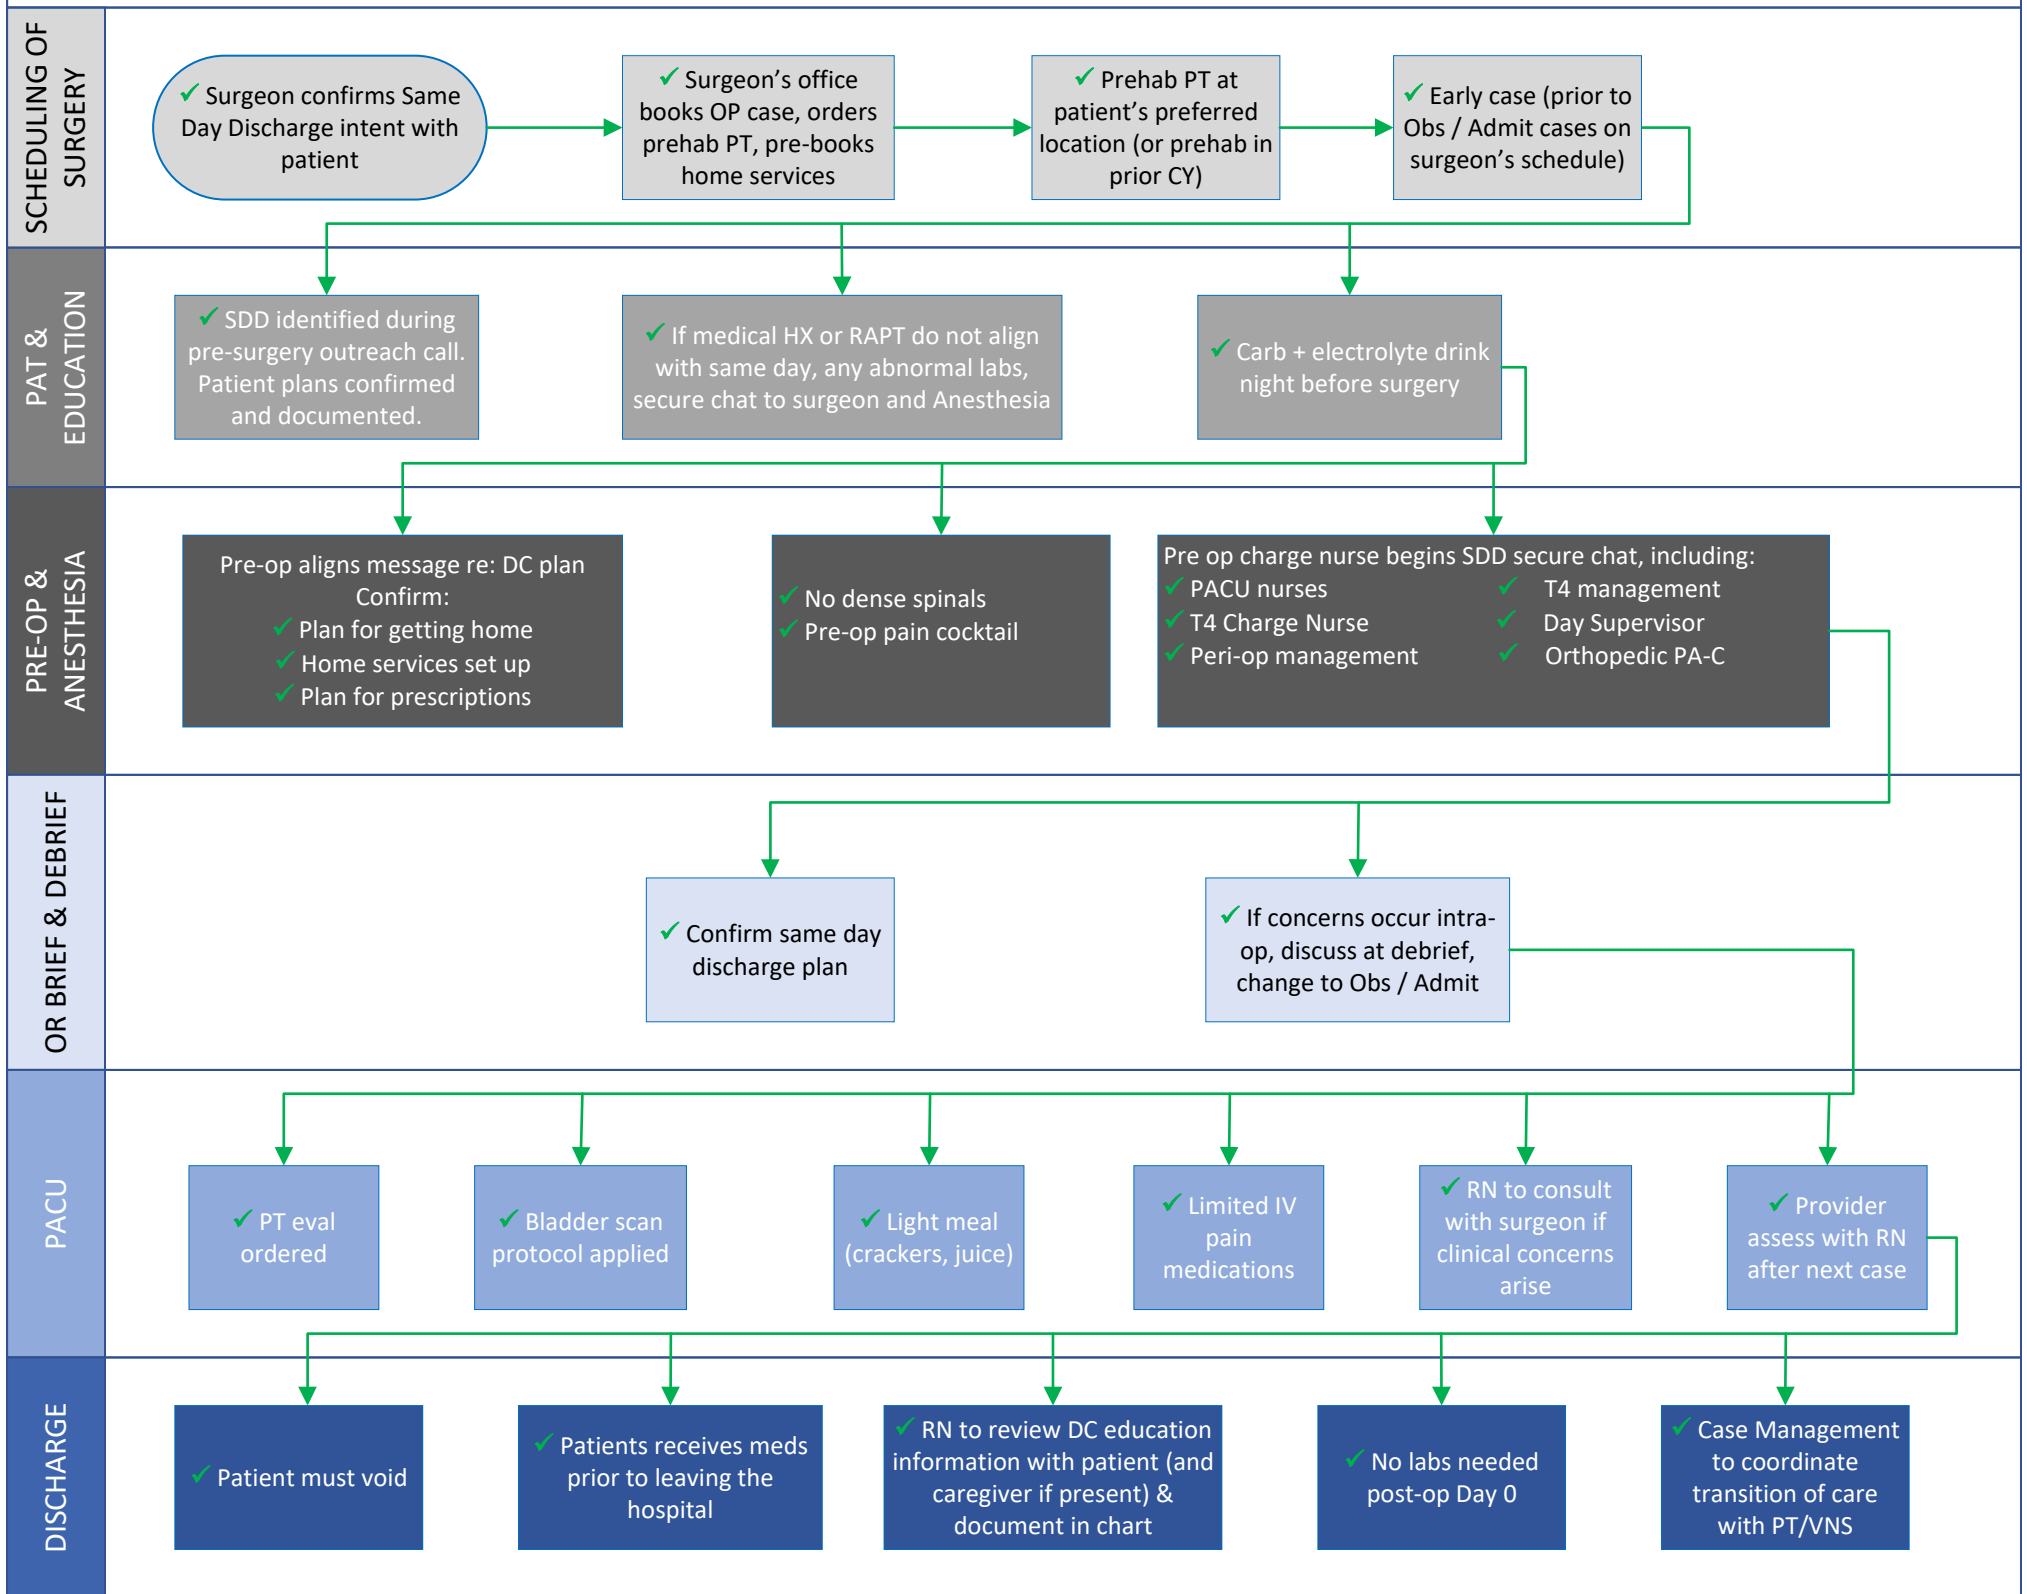 SCHEDULING OF
SURGERY
✓ Surgeon confirms Same
Day Discharge intent with
patient
✓ Surgeon’s office
books OP case, orders
prehab PT, pre-books
home services
✓ Prehab PT at
patient’s preferred
location (or prehab in
prior CY)
✓ Early case (prior to
Obs / Admit cases on
surgeon’s schedule)
PAT &
EDUCATION
✓ SDD identified during
pre-surgery outreach call.
Patient plans confirmed
and documented.
✓ If medical HX or RAPT do not align
with same day, any abnormal labs,
secure chat to surgeon and Anesthesia
✓ Carb + electrolyte drink
night before surgery
PRE-OP &
ANESTHESIA
Pre-op aligns message re: DC plan
Confirm:
✓ Plan for getting home
✓ Home services set up
✓ Plan for prescriptions
✓ No dense spinals
✓ Pre-op pain cocktail
Pre op charge nurse begins SDD secure chat, including:
✓ PACU nurses
✓ T4 Charge Nurse
✓ Peri-op management
✓ T4 management
✓ Day Supervisor
✓ Orthopedic PA-C
OR BRIEF & DEBRIEF
✓ Confirm same day
discharge plan
✓ If concerns occur intra-
op, discuss at debrief,
change to Obs / Admit
PACU
✓ PT eval
ordered
✓ Bladder scan
protocol applied
✓ Light meal
(crackers, juice)
✓ Limited IV
pain
medications
✓ RN to consult
with surgeon if
clinical concerns
arise
✓ Provider
assess with RN
after next case
DISCHARGE
✓ Patient must void
✓ Patients receives meds
prior to leaving the
hospital
✓ RN to review DC education
information with patient (and
caregiver if present) &
document in chart
✓ No labs needed
post-op Day 0
✓ Case Management
to coordinate
transition of care
with PT/VNS